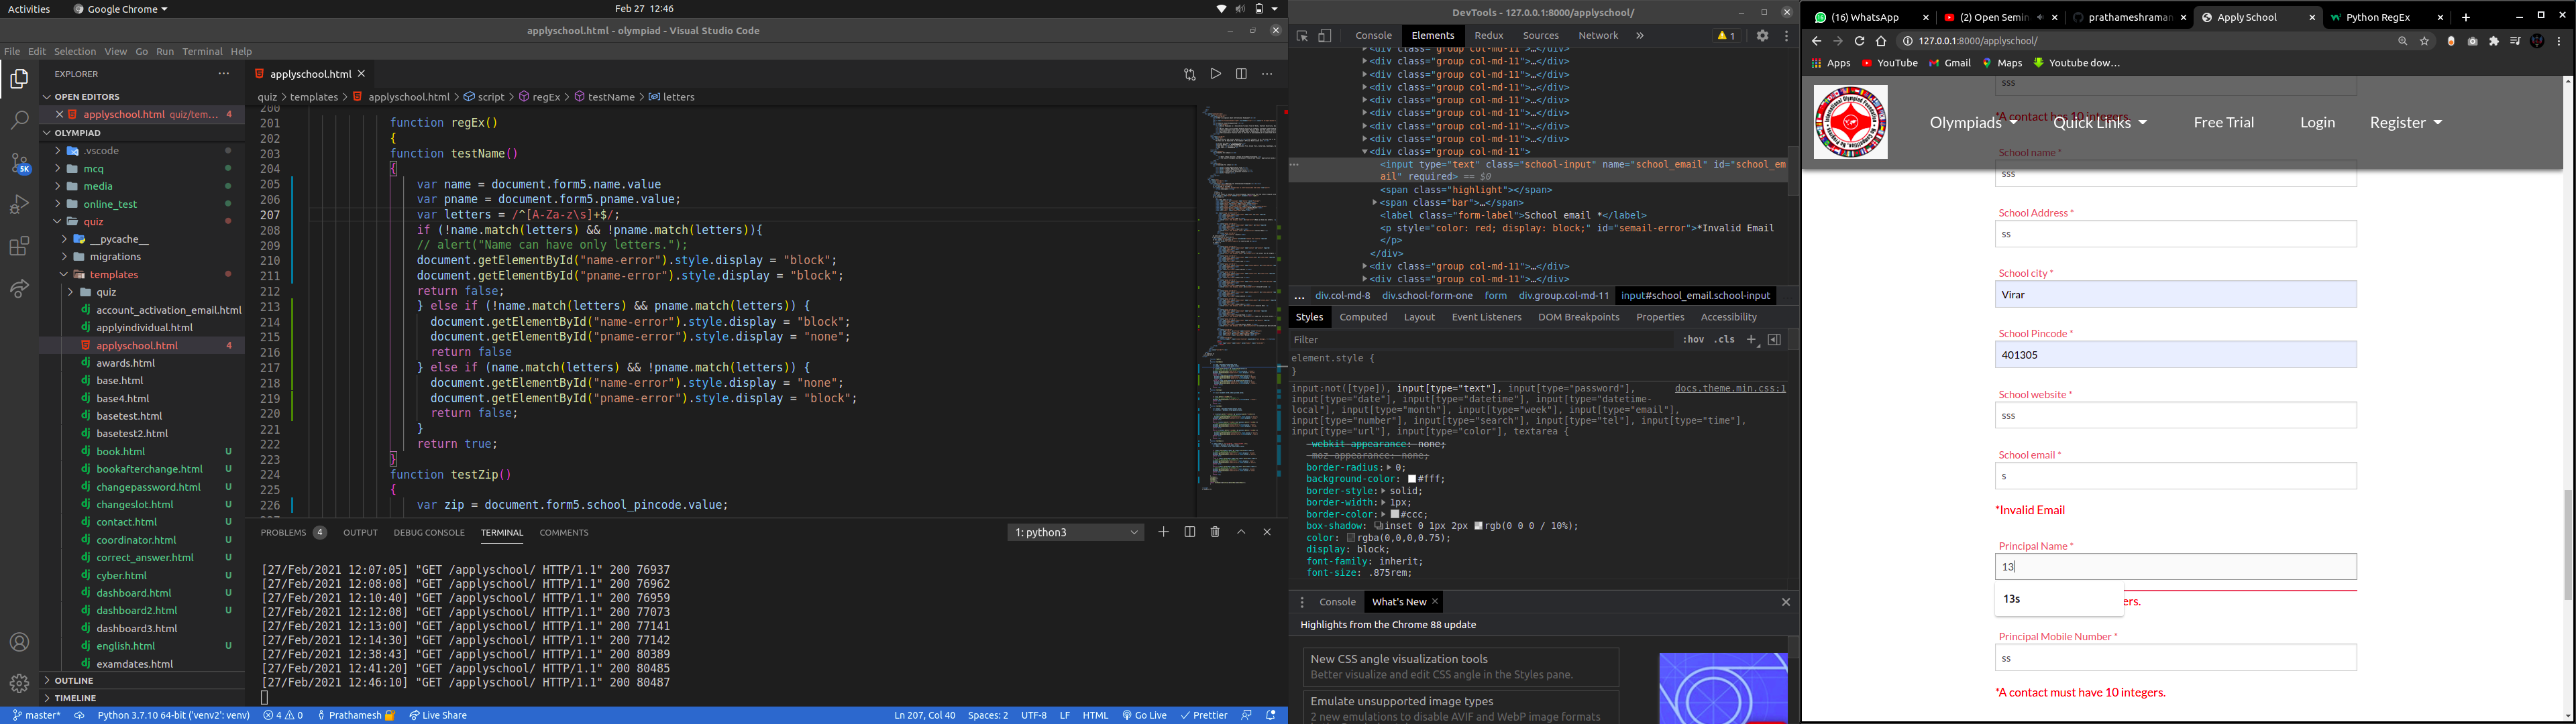 Activities
Google Chrome
Feb 27 12:46
applyschool.html - olympiad - Visual Studio Code
File Edit Selection View Go Run Terminal Help
EXPLORER
OPEN EDITORS
applyschool.html quiz/tem... 4
OLYMPIAD
.vscode
mcq
media
online_test
quiz
__pycache__
migrations
templates
quiz
account_activation_email.html
applyindividual.html
applyschool.html 4
awards.html
base.html
base4.html
basetest.html
basetest2.html
book.html U
bookafterchange.html U
changepassword.html U
changeslot.html U
contact.html U
coordinator.html U
correct_answer.html U
cyber.html U
dashboard.html U
dashboard2.html U
dashboard3.html
english.html U
examdates.html
OUTLINE
TIMELINE
5K
applyschool.html
quiz > templates > applyschool.html > script > regEx > testName > letters
200
201 function regEx()
202 {
203 function testName()
204 {
205 var name = document.form5.name.value
206 var pname = document.form5.pname.value;
207 var letters = /^[A-Za-z\s]+$/;
208 if (!name.match(letters) && !pname.match(letters)){
209 // alert("Name can have only letters.");
210 document.getElementById("name-error").style.display = "block";
211 document.getElementById("pname-error").style.display = "block";
212 return false;
213 } else if (!name.match(letters) && pname.match(letters)) {
214 document.getElementById("name-error").style.display = "block";
215 document.getElementById("pname-error").style.display = "none";
216 return false
217 } else if (name.match(letters) && !pname.match(letters)) {
218 document.getElementById("name-error").style.display = "none";
219 document.getElementById("pname-error").style.display = "block";
220 return false;
221 }
222 return true;
223 }
224 function testZip()
225 {
226 var zip = document.form5.school_pincode.value;
PROBLEMS 4 OUTPUT DEBUG CONSOLE TERMINAL COMMENTS
1: python3
[27/Feb/2021 12:07:05] "GET /applyschool/ HTTP/1.1" 200 76937
[27/Feb/2021 12:08:08] "GET /applyschool/ HTTP/1.1" 200 76962
[27/Feb/2021 12:10:40] "GET /applyschool/ HTTP/1.1" 200 76959
[27/Feb/2021 12:12:08] "GET /applyschool/ HTTP/1.1" 200 77073
[27/Feb/2021 12:13:00] "GET /applyschool/ HTTP/1.1" 200 77141
[27/Feb/2021 12:14:30] "GET /applyschool/ HTTP/1.1" 200 77142
[27/Feb/2021 12:38:43] "GET /applyschool/ HTTP/1.1" 200 80389
[27/Feb/2021 12:41:20] "GET /applyschool/ HTTP/1.1" 200 80485
[27/Feb/2021 12:46:10] "GET /applyschool/ HTTP/1.1" 200 80487
master* Python 3.7.10 64-bit ('venv2': venv) 4 0 Prathamesh Live Share
Ln 207, Col 40 Spaces: 2 UTF-8 LF HTML Go Live Prettier
DevTools - 127.0.0.1:8000/applyschool/
Console Elements Redux Sources Network » 1
<div class="group col-md-11">…</div>
<div class="group col-md-11">…</div>
<div class="group col-md-11">…</div>
<div class="group col-md-11">…</div>
<div class="group col-md-11">…</div>
<div class="group col-md-11">…</div>
<div class="group col-md-11">…</div>
<div class="group col-md-11">…</div>
<div class="group col-md-11">
<input type="text" class="school-input" name="school_email" id="school_em
ail" required> == $0
<span class="highlight"></span>
<span class="bar">…</span>
<label class="form-label">School email *</label>
<p style="color: red; display: block;" id="semail-error">*Invalid Email
</p>
</div>
<div class="group col-md-11">…</div>
<div class="group col-md-11">…</div>
... div.col-md-8 div.school-form-one form div.group.col-md-11 input#school_email.school-input
Styles Computed Layout Event Listeners DOM Breakpoints Properties Accessibility
Filter :hov .cls +
element.style {
}
input:not([type]), input[type="text"], input[type="password"], docs.theme.min.css:1
input[type="date"], input[type="datetime"], input[type="datetime-
local"], input[type="month"], input[type="week"], input[type="email"],
input[type="number"], input[type="search"], input[type="tel"], input[type="time"],
input[type="url"], input[type="color"], textarea {
-webkit-appearance: none;
-moz-appearance: none;
border-radius: 0;
background-color: #fff;
border-style: solid;
border-width: 1px;
border-color: #ccc;
box-shadow: inset 0 1px 2px rgb(0 0 0 / 10%);
color: rgba(0,0,0,0.75);
display: block;
font-family: inherit;
font-size: .875rem;
Console What's New
Highlights from the Chrome 88 update
New CSS angle visualization tools
Better visualize and edit CSS angle in the Styles pane.
Emulate unsupported image types
2 new emulations to disable AVIF and WebP image formats
(16) WhatsApp
(2) Open Semin
prathameshraman
Apply School
Python RegEx
127.0.0.1:8000/applyschool/
Apps YouTube Gmail Maps Youtube dow…
sss
*A contact has 10 integers
Olympiads Quick Links Free Trial Login Register
School name *
sss
School Address *
ss
School city *
Virar
School Pincode *
401305
School website *
sss
School email *
s
*Invalid Email
Principal Name *
13
13s
ers.
Principal Mobile Number *
ss
*A contact must have 10 integers.